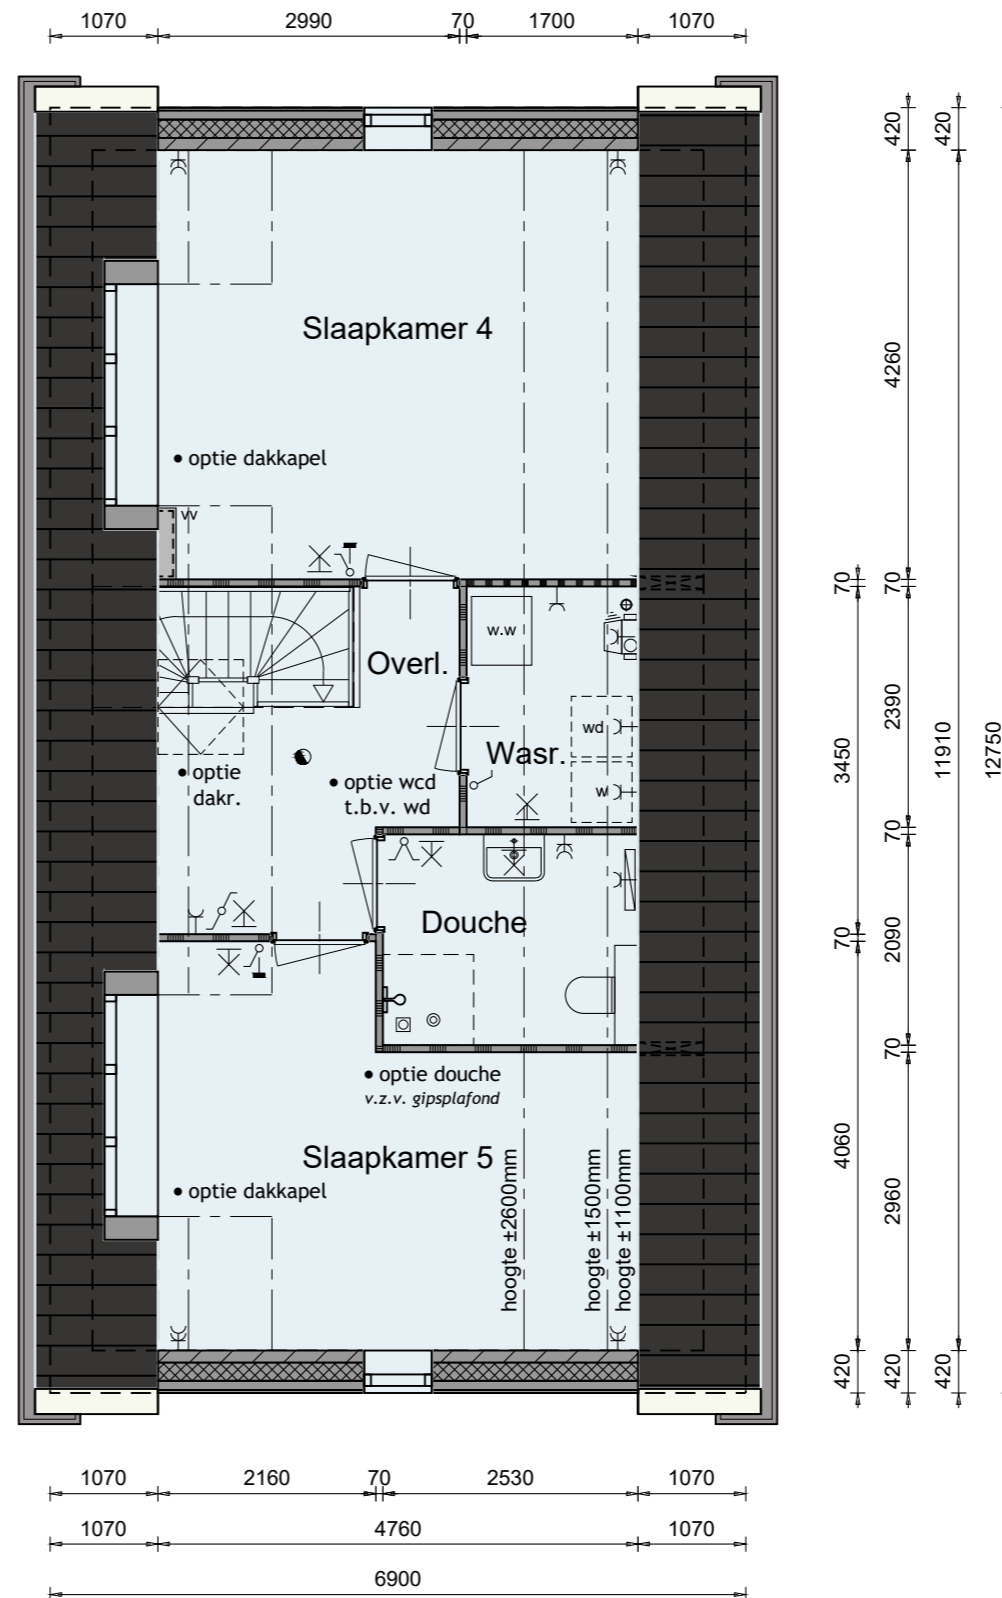 1070 2990 70 1700 1070
420 420
Slaapkamer 4
4260
• optie dakkapel
vv
70 70
w.w
Overl.
2390
wd
Wasr.
3450 11910 12750
• optie
dakr.
• optie wcd
t.b.v. wd
w
70
Douche
70 2090
70
• optie douche
v.z.v. gipsplafond
Slaapkamer 5
4060
• optie dakkapel
2960
hoogte ±2600mm
hoogte ±1500mm
hoogte ±1100mm
420 420 420
1070 2160 70 2530 1070
1070 4760 1070
6900